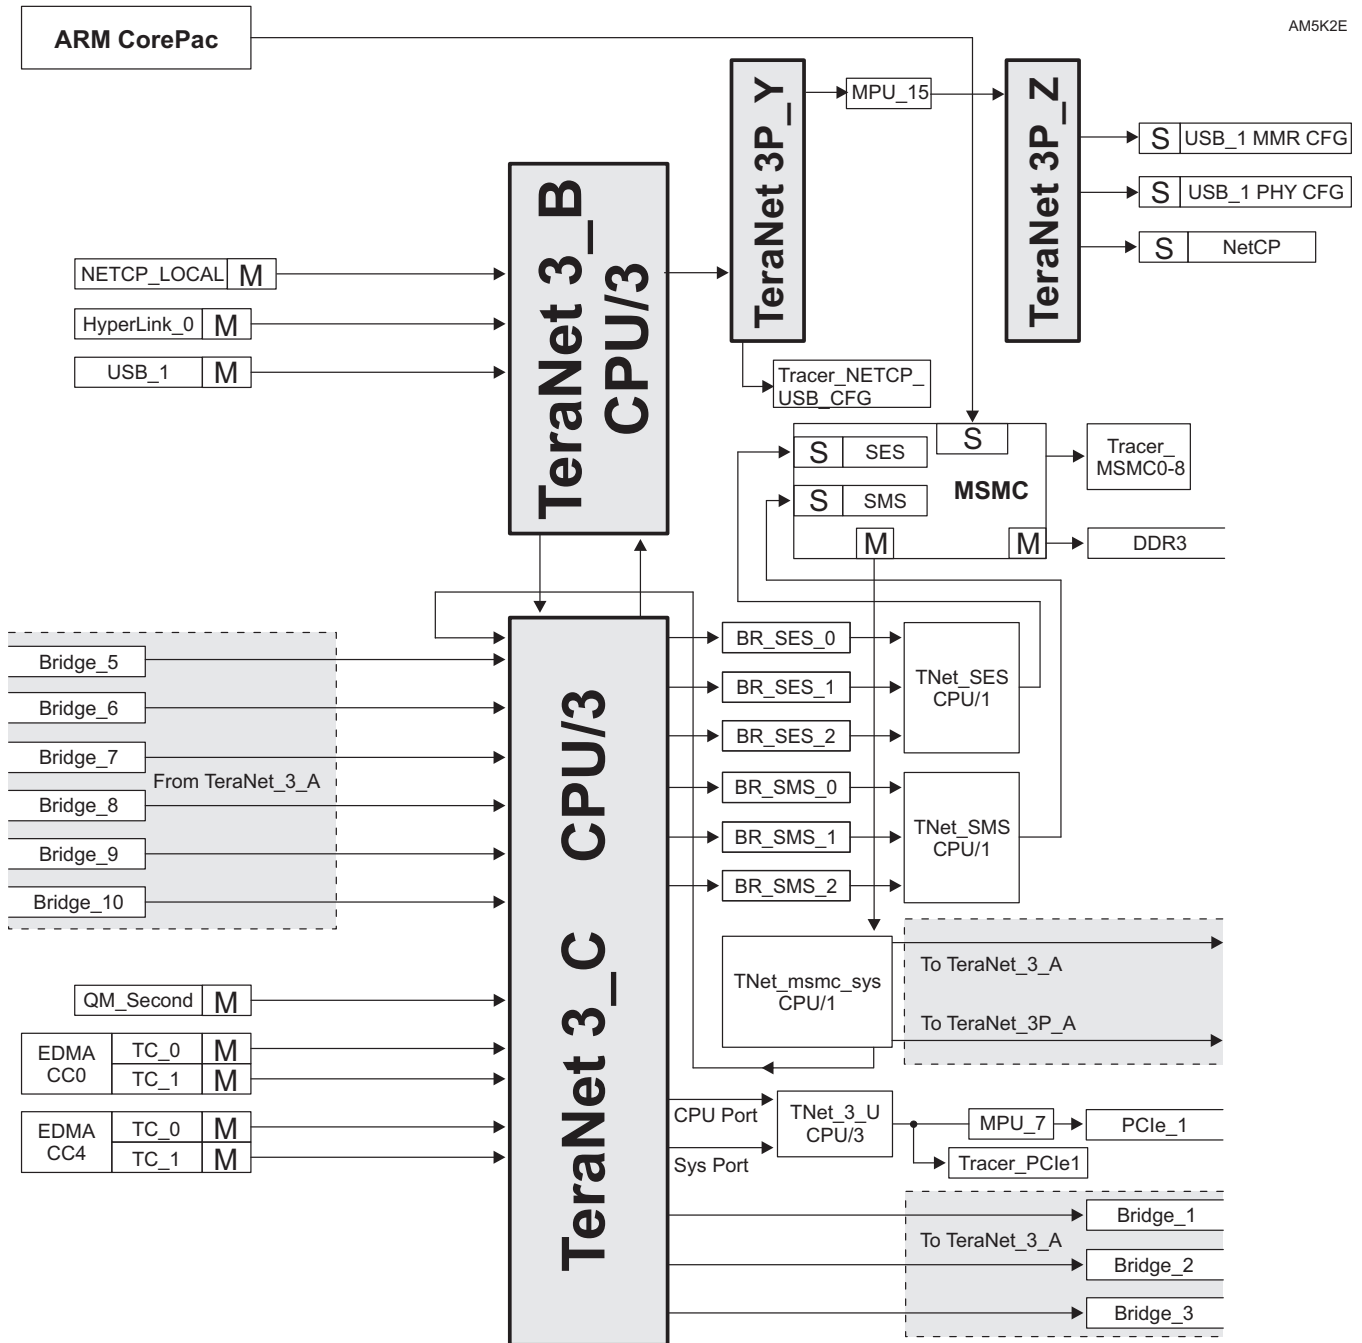 ARM CorePac
AM5K2E
TeraNet 3P_Y
MPU_15
TeraNet 3P_Z
S USB_1 MMR CFG
S USB_1 PHY CFG
S NetCP
TeraNet 3_B
CPU/3
NETCP_LOCAL M
HyperLink_0 M
USB_1 M
Tracer_NETCP_
USB_CFG
S
S SES
S SMS
MSMC
M
M
Tracer_
MSMC0-8
DDR3
Bridge_5
Bridge_6
Bridge_7
From TeraNet_3_A
Bridge_8
Bridge_9
Bridge_10
TeraNet 3_C CPU/3
BR_SES_0
BR_SES_1
BR_SES_2
TNet_SES
CPU/1
BR_SMS_0
BR_SMS_1
BR_SMS_2
TNet_SMS
CPU/1
TNet_msmc_sys
CPU/1
To TeraNet_3_A
To TeraNet_3P_A
QM_Second M
EDMA
CC0
TC_0 M
TC_1 M
EDMA
CC4
TC_0 M
TC_1 M
CPU Port
Sys Port
TNet_3_U
CPU/3
MPU_7
PCIe_1
Tracer_PCIe1
To TeraNet_3_A
Bridge_1
Bridge_2
Bridge_3